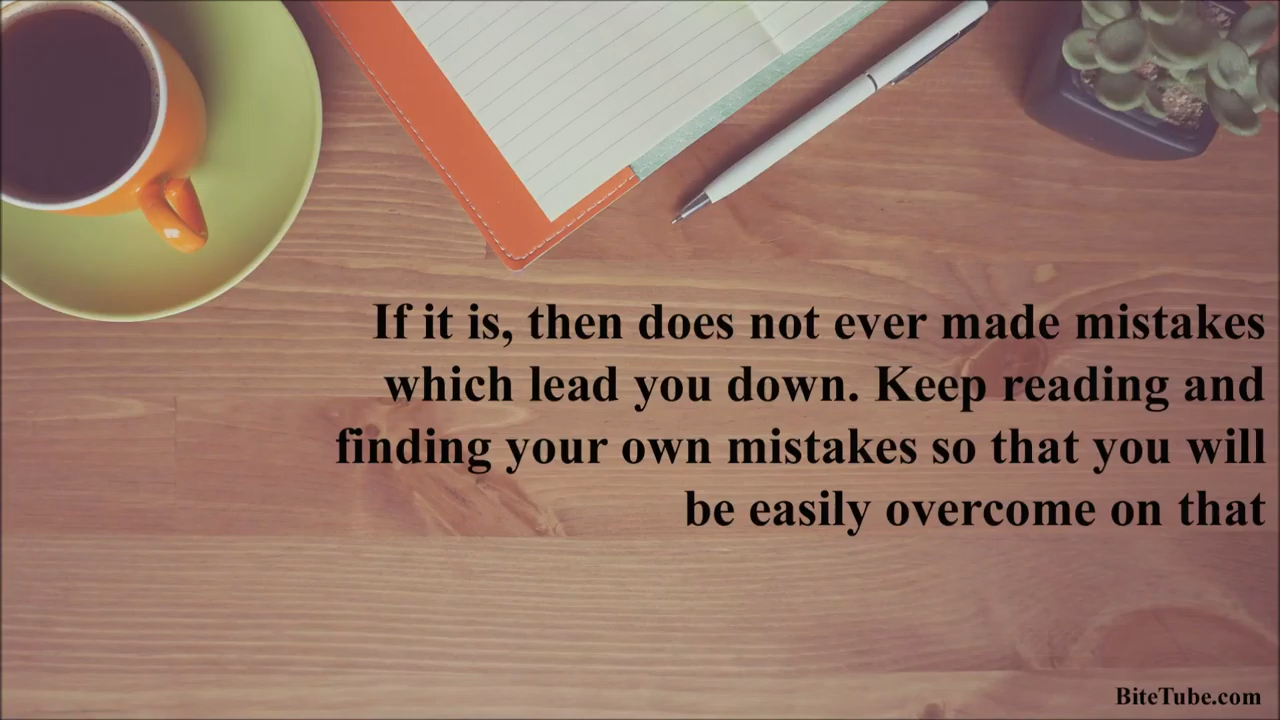 If it is, then does not ever made mistakes
which lead you down. Keep reading and
finding your own mistakes so that you will
be easily overcome on that
BiteTube.com